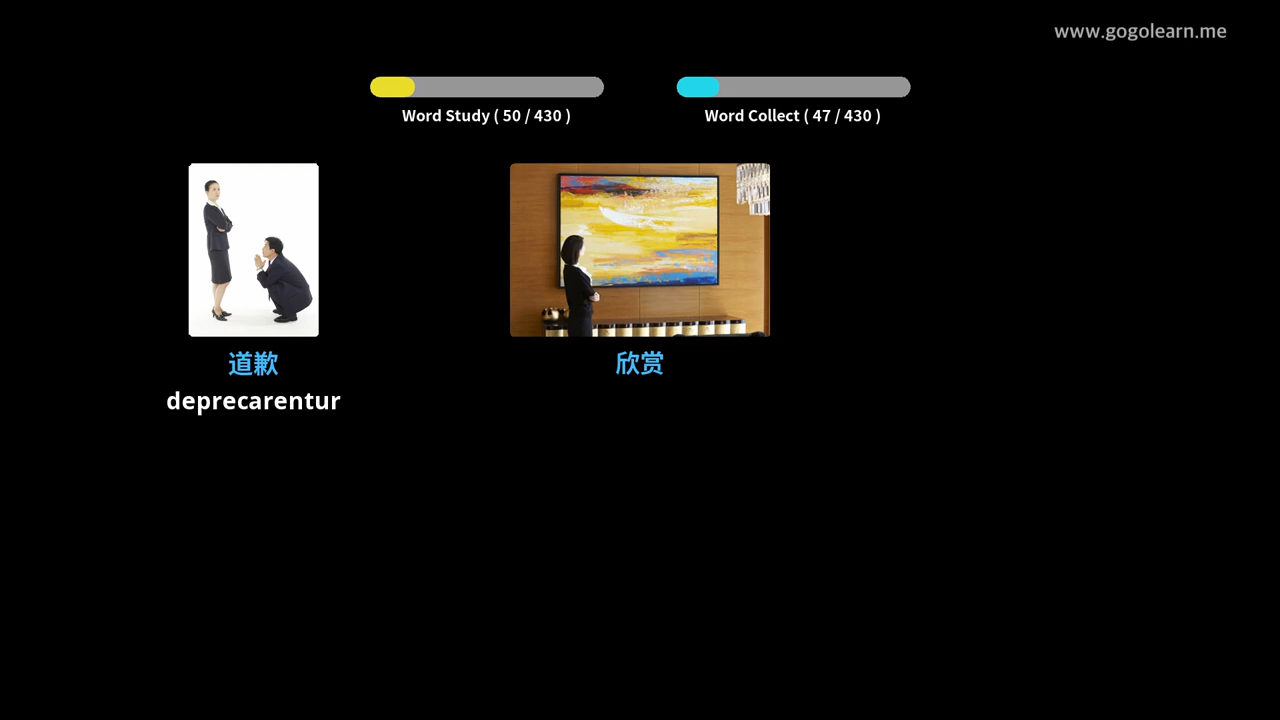 www.gogolearn.me
Word Study ( 50 / 430 )
Word Collect ( 47 / 430 )
道歉
欣赏
deprecarentur